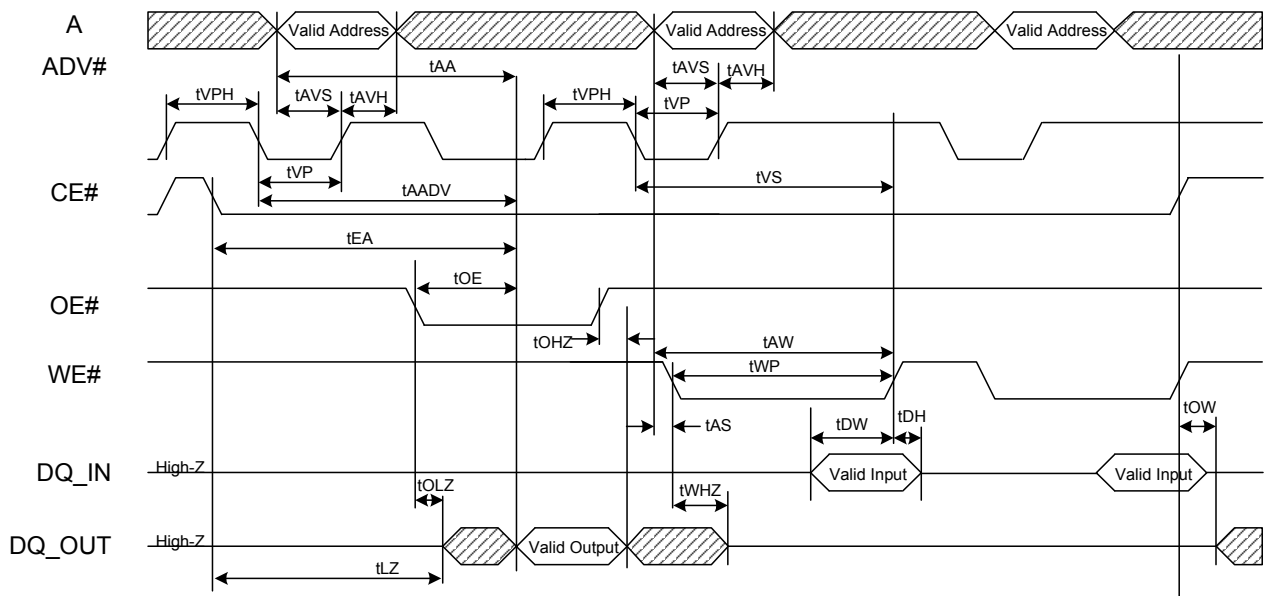 A
Valid Address
Valid Address
Valid Address
ADV#
tAA
tAVS
tAVH
tVPH
tAVS
tAVH
tVPH
tVP
tVP
CE#
tAADV
tVS
tEA
OE#
tOE
tOHZ
tAW
WE#
tWP
tAS
tDW
tDH
tOW
DQ_IN
High-Z
Valid Input
Valid Input
tOLZ
tWHZ
DQ_OUT
High-Z
Valid Output
tLZ